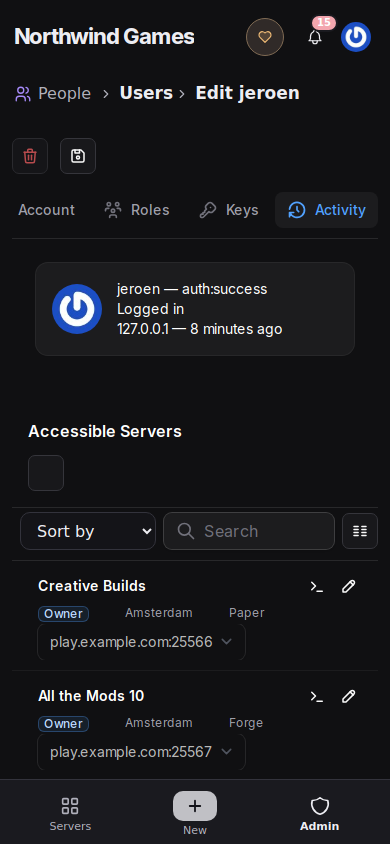 Northwind Games
15
People > Users > Edit jeroen
Account Roles Keys Activity
jeroen — auth:success
Logged in
127.0.0.1 — 8 minutes ago
Accessible Servers
Sort by Search
Creative Builds
Owner Amsterdam Paper
play.example.com:25566
All the Mods 10
Owner Amsterdam Forge
play.example.com:25567
Servers New Admin